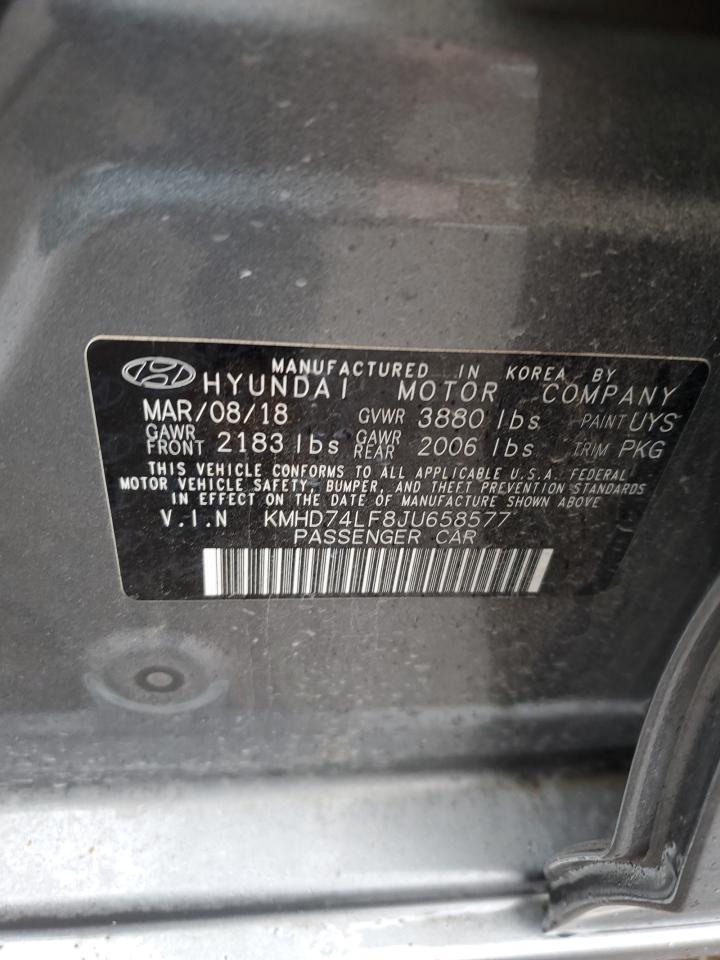 MANUFACTURED IN KOREA BY
HYUNDAI MOTOR COMPANY
MAR/08/18 GVWR 3880 lbs PAINT UYS
GAWR FRONT 2183 lbs GAWR REAR 2006 lbs TRIM PKG
THIS VEHICLE CONFORMS TO ALL APPLICABLE U.S.A. FEDERAL
MOTOR VEHICLE SAFETY, BUMPER, AND THEFT PREVENTION STANDARDS
IN EFFECT ON THE DATE OF MANUFACTURE SHOWN ABOVE
V.I.N KMHD74LF8JU658577
PASSENGER CAR